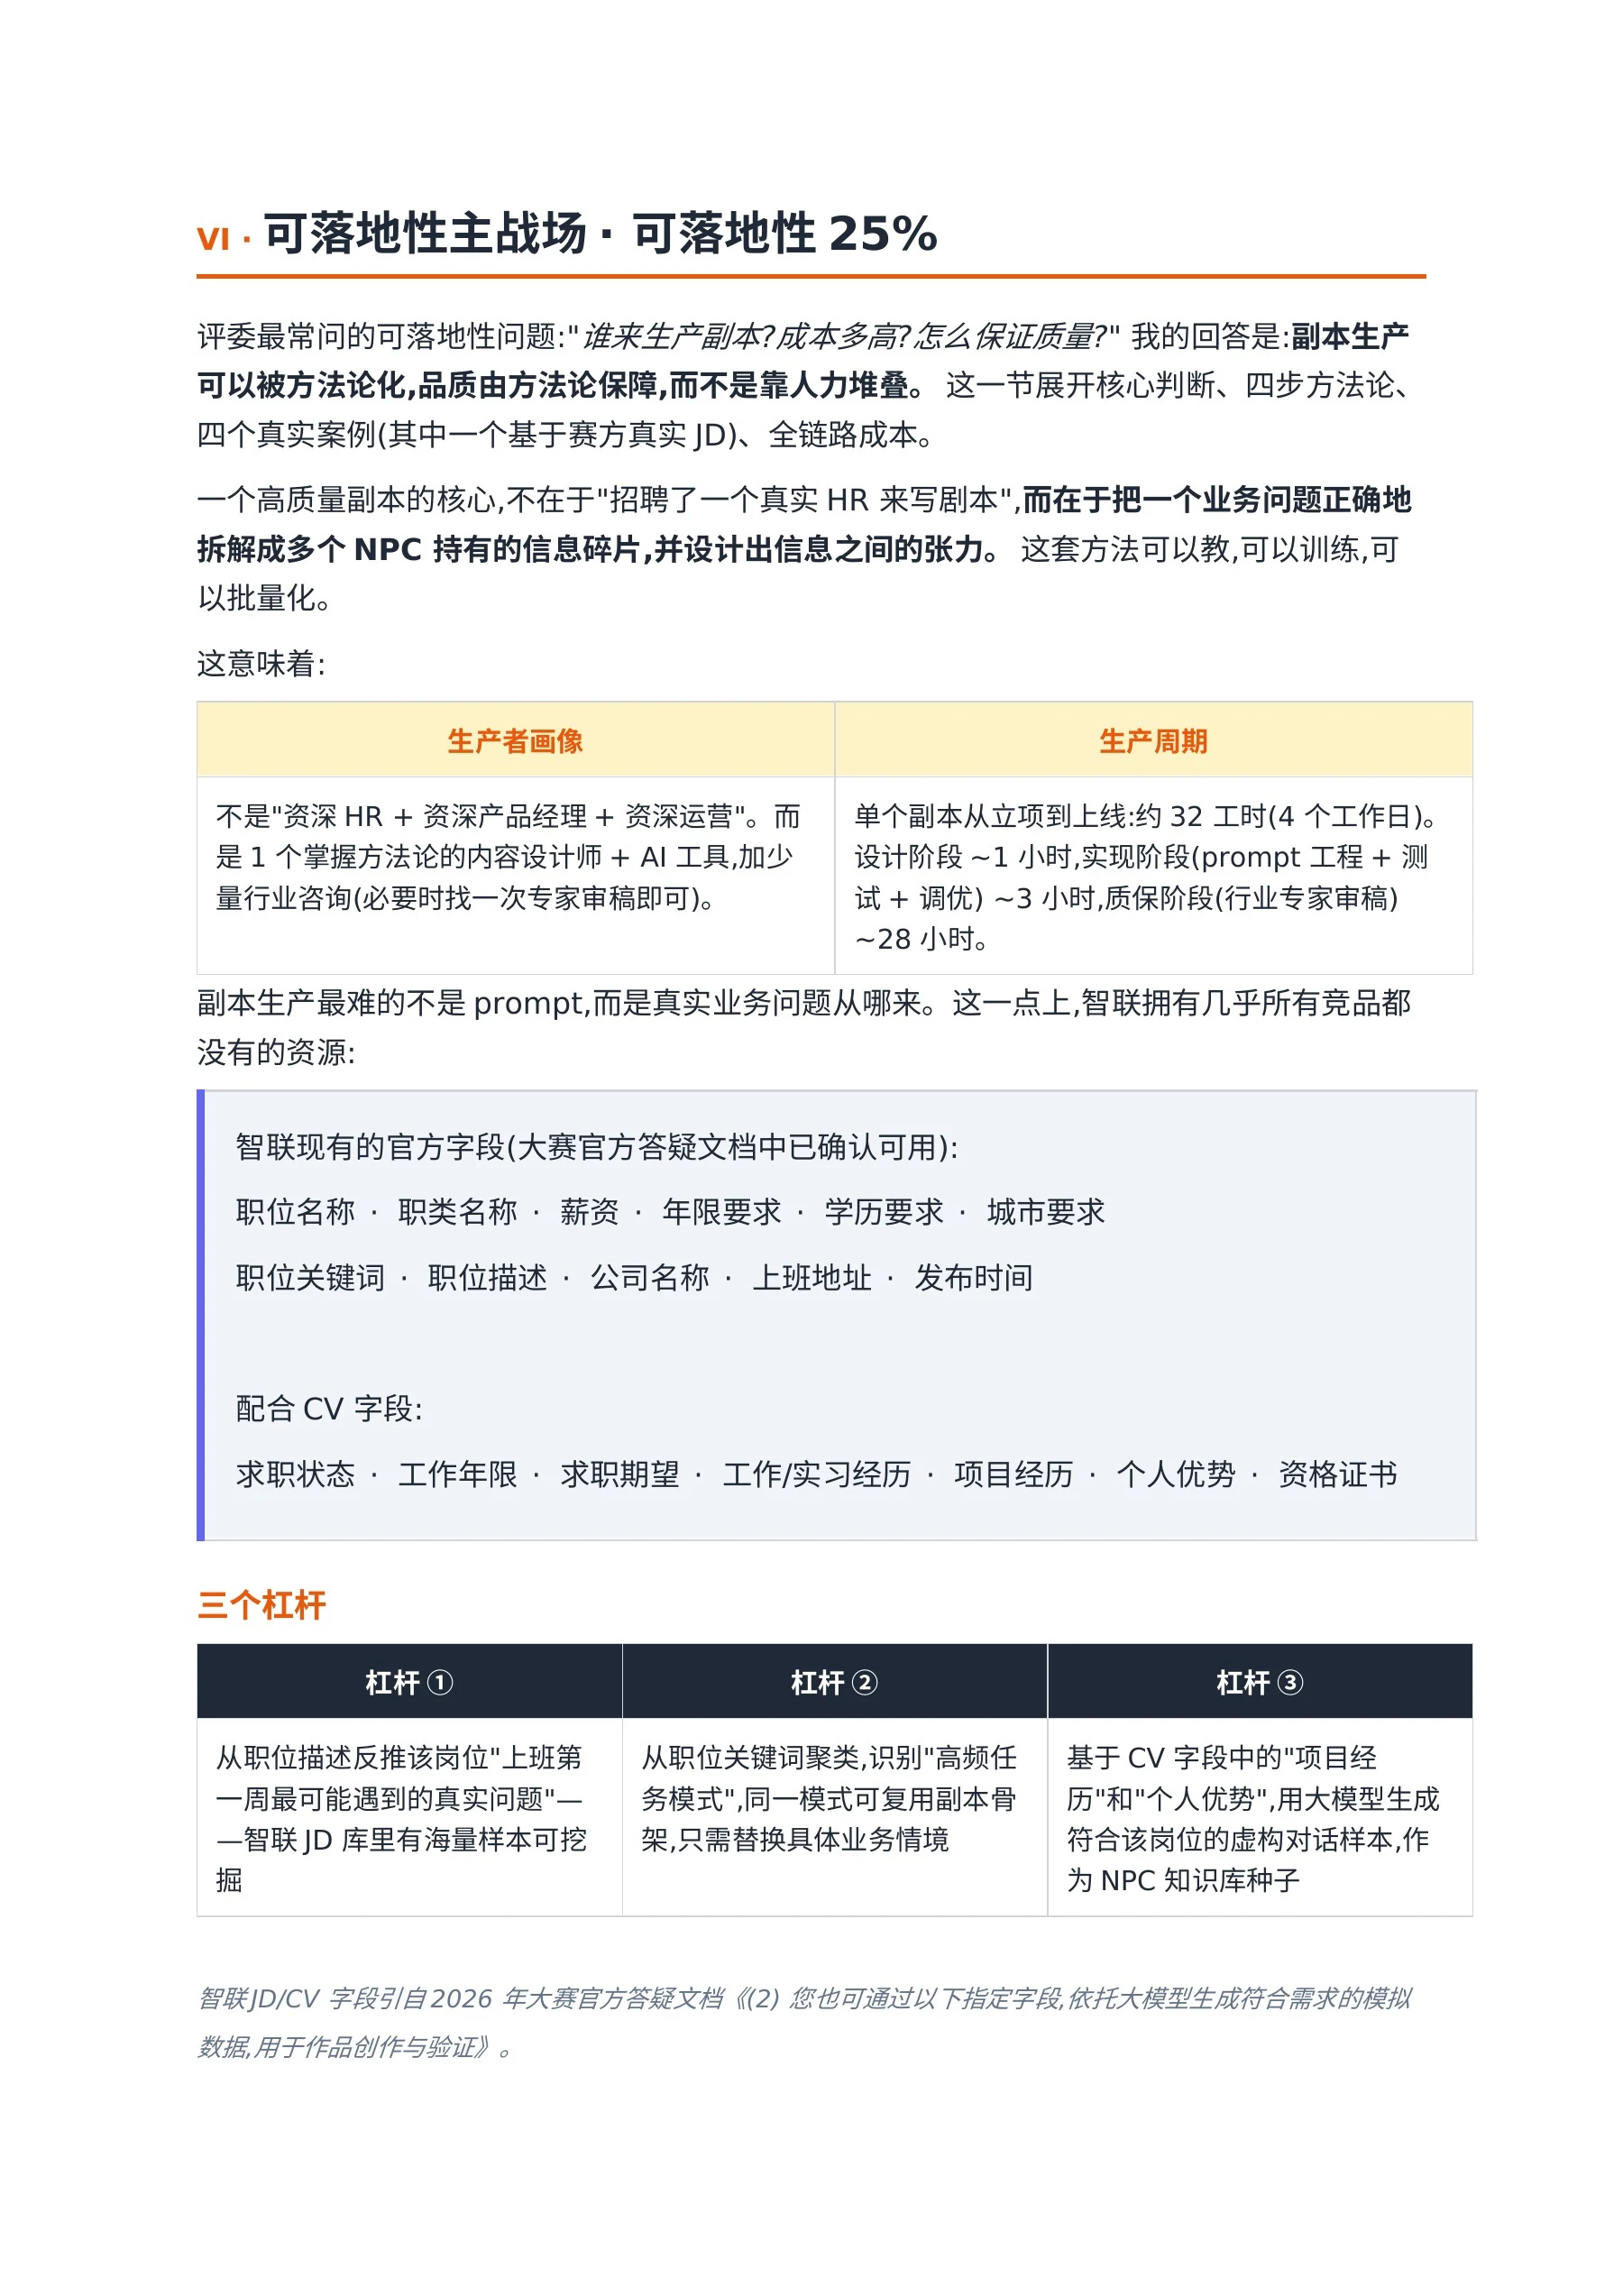 VI · 可落地性主战场 · 可落地性 25%
评委最常问的可落地性问题:"谁来生产副本?成本多高?怎么保证质量?" 我的回答是:副本生产
可以被方法论化,品质由方法论保障,而不是靠人力堆叠。 这一节展开核心判断、四步方法论、
四个真实案例(其中一个基于赛方真实 JD)、全链路成本。
一个高质量副本的核心,不在于"招聘了一个真实 HR 来写剧本",而在于把一个业务问题正确地
拆解成多个 NPC 持有的信息碎片,并设计出信息之间的张力。 这套方法可以教,可以训练,可
以批量化。
这意味着:
生产者画像
生产周期
不是"资深 HR + 资深产品经理 + 资深运营"。而
是 1 个掌握方法论的内容设计师 + AI 工具,加少
量行业咨询(必要时找一次专家审稿即可)。
单个副本从立项到上线:约 32 工时(4 个工作日)。
设计阶段 ~1 小时,实现阶段(prompt 工程 + 测
试 + 调优) ~3 小时,质保阶段(行业专家审稿)
~28 小时。
副本生产最难的不是 prompt,而是真实业务问题从哪来。这一点上,智联拥有几乎所有竞品都
没有的资源:
智联现有的官方字段(大赛官方答疑文档中已确认可用):
职位名称 · 职类名称 · 薪资 · 年限要求 · 学历要求 · 城市要求
职位关键词 · 职位描述 · 公司名称 · 上班地址 · 发布时间
配合 CV 字段:
求职状态 · 工作年限 · 求职期望 · 工作/实习经历 · 项目经历 · 个人优势 · 资格证书
三个杠杆
杠杆 ①
杠杆 ②
杠杆 ③
从职位描述反推该岗位"上班第
一周最可能遇到的真实问题"—
—智联 JD 库里有海量样本可挖
掘
从职位关键词聚类,识别"高频任
务模式",同一模式可复用副本骨
架,只需替换具体业务情境
基于 CV 字段中的"项目经
历"和"个人优势",用大模型生成
符合该岗位的虚构对话样本,作
为 NPC 知识库种子
智联 JD/CV 字段引自 2026 年大赛官方答疑文档《(2) 您也可通过以下指定字段,依托大模型生成符合需求的模拟
数据,用于作品创作与验证》。